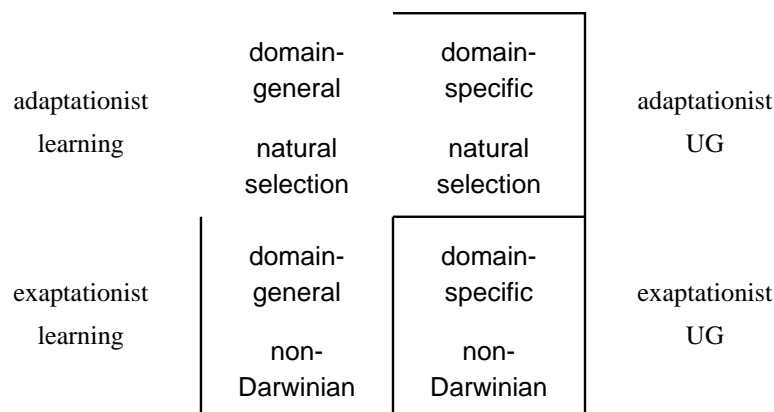 adaptationist
learning
domain-
general
natural
selection
domain-
specific
natural
selection
adaptationist
UG
exaptationist
learning
domain-
general
non-
Darwinian
domain-
specific
non-
Darwinian
exaptationist
UG